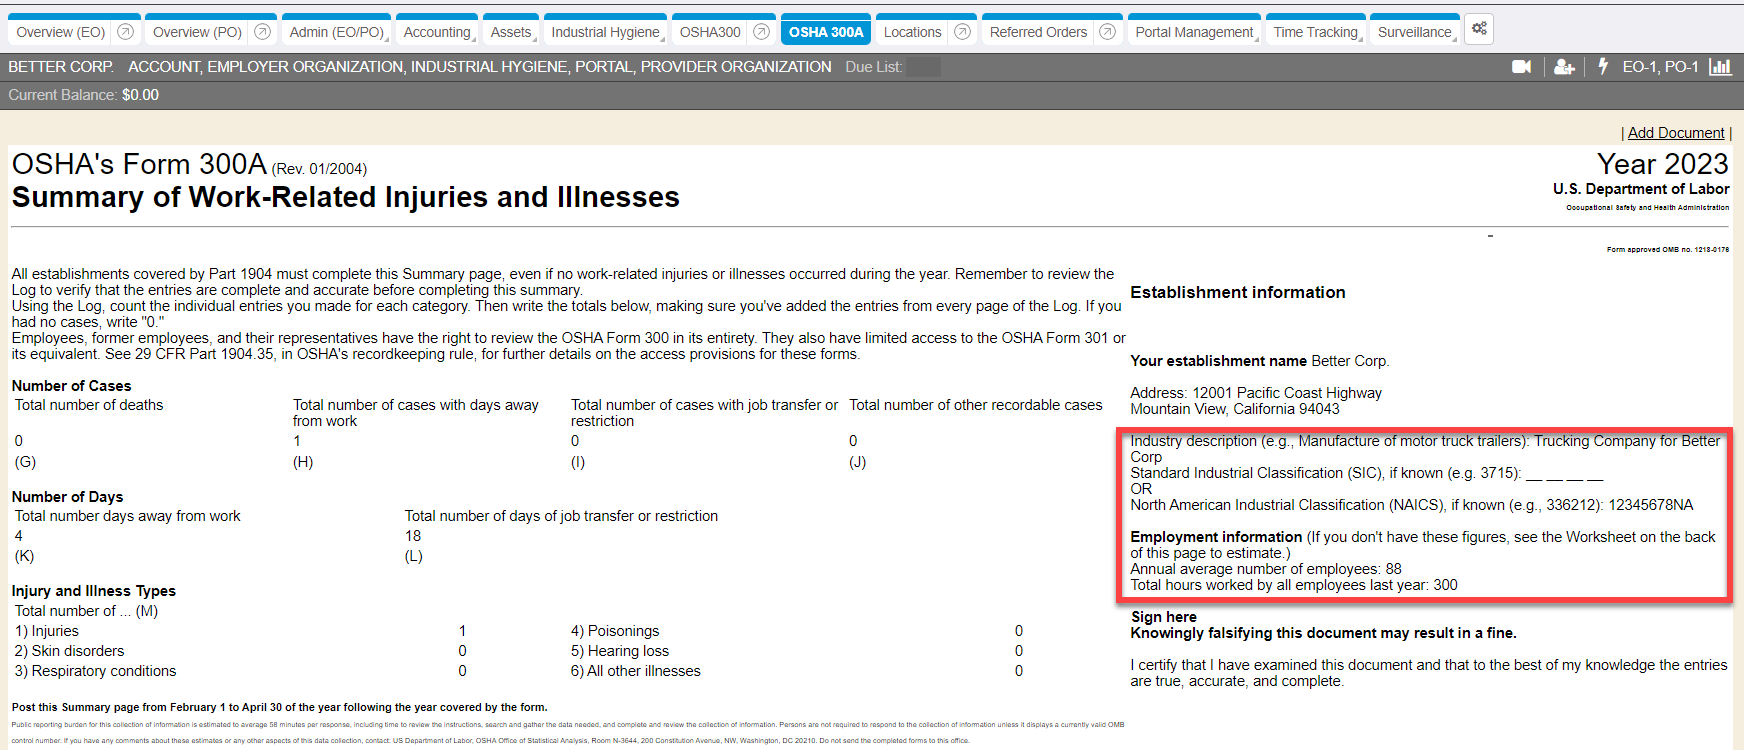 Overview (EO) Overview (PO) Admin (EO/PO) Accounting Assets Industrial Hygiene OSHA300 OSHA 300A Locations Referred Orders Portal Management Time Tracking Surveillance
BETTER CORP. ACCOUNT, EMPLOYER ORGANIZATION, INDUSTRIAL HYGIENE, PORTAL, PROVIDER ORGANIZATION Due List: EO-1, PO-1
Current Balance: $0.00
| Add Document |
OSHA's Form 300A (Rev. 01/2004)
Summary of Work-Related Injuries and Illnesses
Year 2023
U.S. Department of Labor
Occupational Safety and Health Administration
-
Form approved OMB no. 1218-0176
All establishments covered by Part 1904 must complete this Summary page, even if no work-related injuries or illnesses occurred during the year. Remember to review the
Log to verify that the entries are complete and accurate before completing this summary.
Using the Log, count the individual entries you made for each category. Then write the totals below, making sure you've added the entries from every page of the Log. If you
had no cases, write "0."
Employees, former employees, and their representatives have the right to review the OSHA Form 300 in its entirety. They also have limited access to the OSHA Form 301 or
its equivalent. See 29 CFR Part 1904.35, in OSHA's recordkeeping rule, for further details on the access provisions for these forms.
Number of Cases
Total number of deaths
Total number of cases with days away
from work
Total number of cases with job transfer or
restriction
Total number of other recordable cases
0 1 0 0
(G) (H) (I) (J)
Number of Days
Total number days away from work Total number of days of job transfer or restriction
4 18
(K) (L)
Injury and Illness Types
Total number of ... (M)
1) Injuries 1 4) Poisonings 0
2) Skin disorders 0 5) Hearing loss 0
3) Respiratory conditions 0 6) All other illnesses 0
Post this Summary page from February 1 to April 30 of the year following the year covered by the form.
Public reporting burden for this collection of information is estimated to average 58 minutes per response, including time to review the instructions, search and gather the data needed, and complete and review the collection of information. Persons are not required to respond to the collection of information unless it displays a currently valid OMB
control number. If you have any comments about these estimates or any other aspects of this data collection, contact: US Department of Labor, OSHA Office of Statistical Analysis, Room N-3644, 200 Constitution Avenue, NW, Washington, DC 20210. Do not send the completed forms to this office.
Establishment information
Your establishment name Better Corp.
Address: 12001 Pacific Coast Highway
Mountain View, California 94043
Industry description (e.g., Manufacture of motor truck trailers): Trucking Company for Better
Corp
Standard Industrial Classification (SIC), if known (e.g. 3715): __ __ __ __
OR
North American Industrial Classification (NAICS), if known (e.g., 336212): 12345678NA
Employment information (If you don't have these figures, see the Worksheet on the back
of this page to estimate.)
Annual average number of employees: 88
Total hours worked by all employees last year: 300
Sign here
Knowingly falsifying this document may result in a fine.
I certify that I have examined this document and that to the best of my knowledge the entries
are true, accurate, and complete.